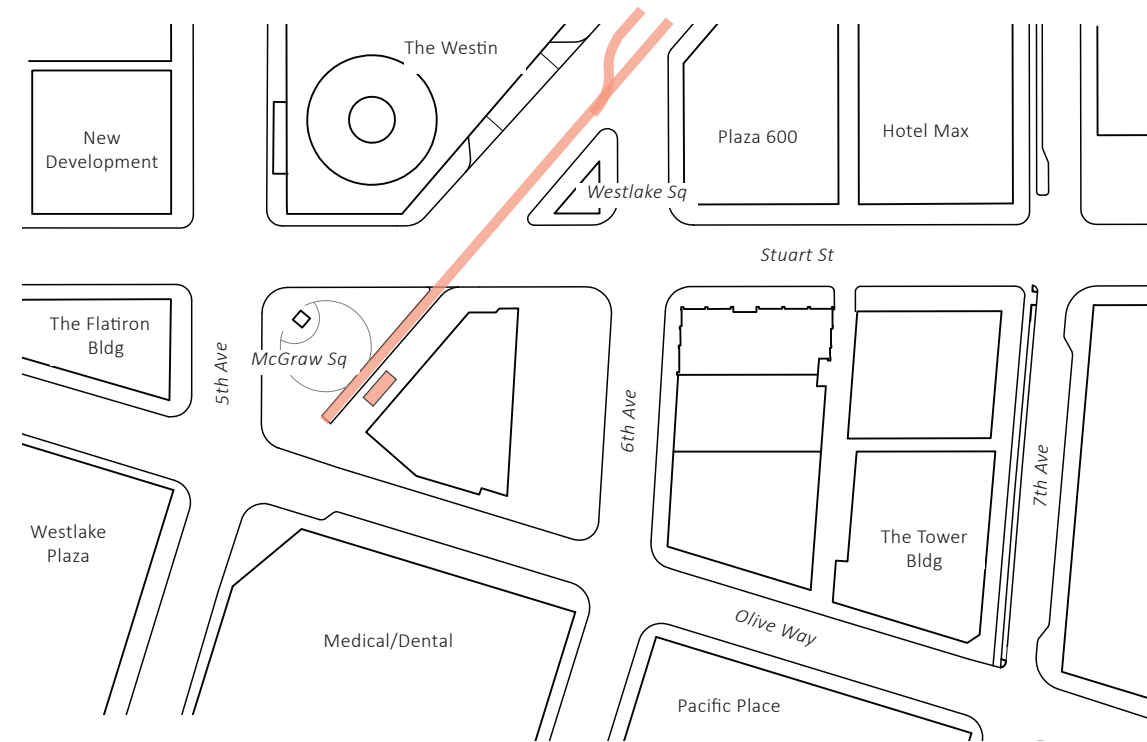 The Westin
New
Development
Plaza 600
Hotel Max
Westlake Sq
Stuart St
The Flatiron
Bldg
McGraw Sq
5th Ave
6th Ave
7th Ave
Westlake
Plaza
The Tower
Bldg
Olive Way
Medical/Dental
Pacific Place